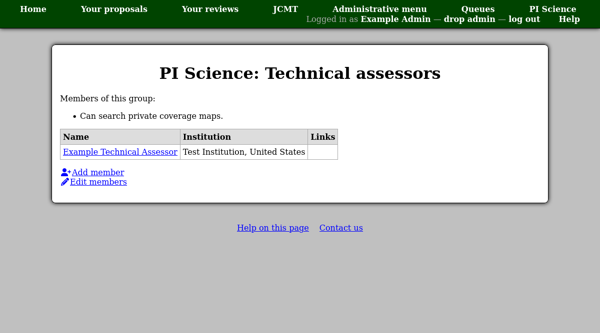 Home Your proposals Your reviews JCMT Administrative menu Queues PI Science
Logged in as Example Admin — drop admin — log out Help
PI Science: Technical assessors
Members of this group:
• Can search private coverage maps.
Name Institution Links
Example Technical Assessor Test Institution, United States
Add member
Edit members
Help on this page Contact us